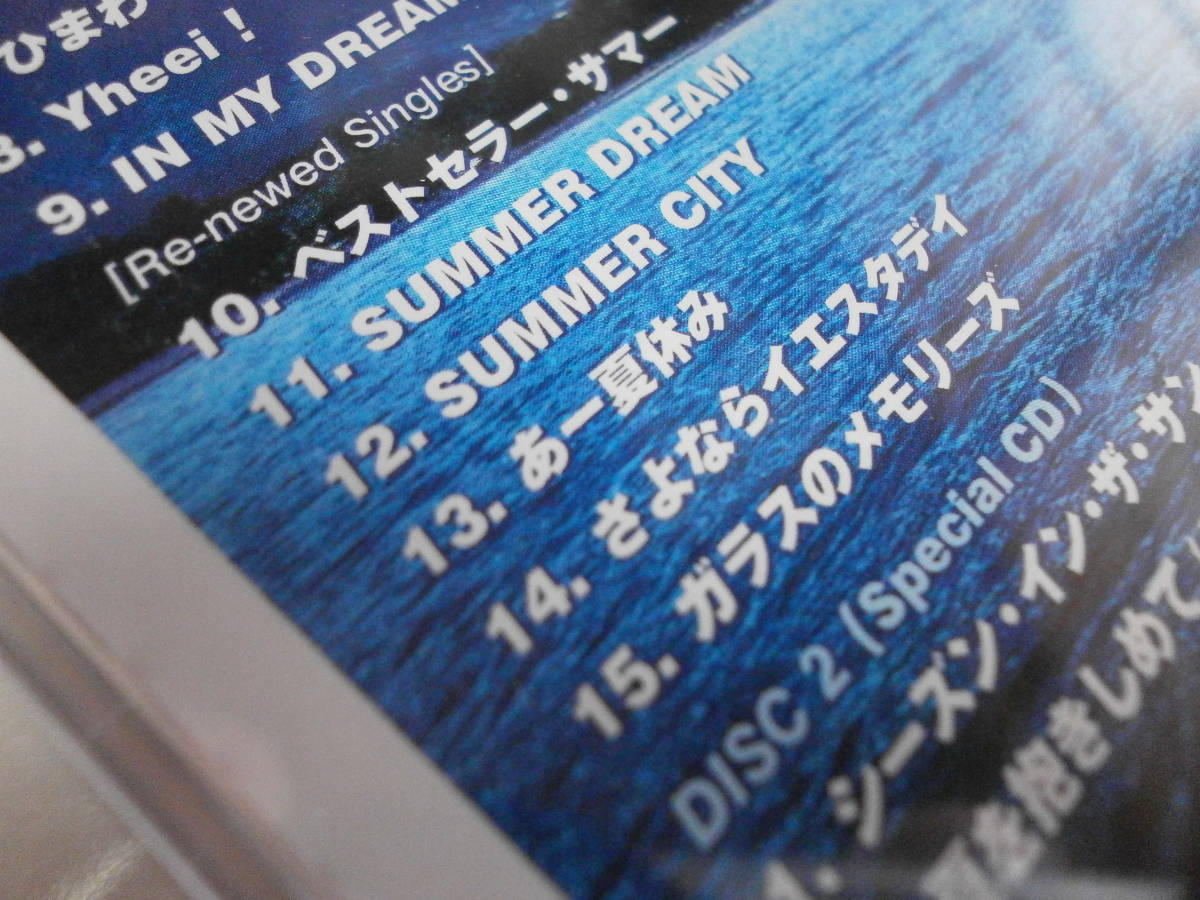 ひまわ
8. Yheei !
9. IN MY DREAM
[Re-newed Singles]
10. ベストセラー・サマー
11. SUMMER DREAM
12. SUMMER CITY
13. あー夏休み
14. さよならイエスタデイ
15. ガラスのメモリーズ
DISC 2 (Special CD)
1. シーズン・イン・ザ・サン
夏を抱きしめて